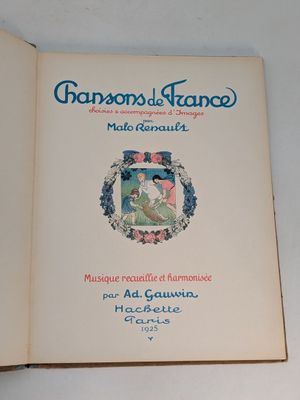 Chansons de France
choisies & accompagnées d'Images
par
Malo Renault
Musique recueillie et harmonisée
par Ad. Gauwin
Hachette
Paris
1925